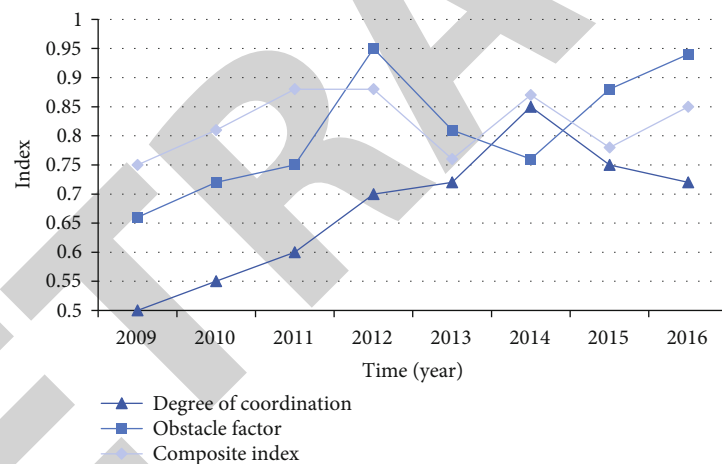 1
0.95
0.9
0.85
0.8
0.75
0.7
0.65
0.6
0.55
0.5
Index
2009 2010 2011 2012 2013 2014 2015 2016
Time (year)
Degree of coordination
Obstacle factor
Composite index